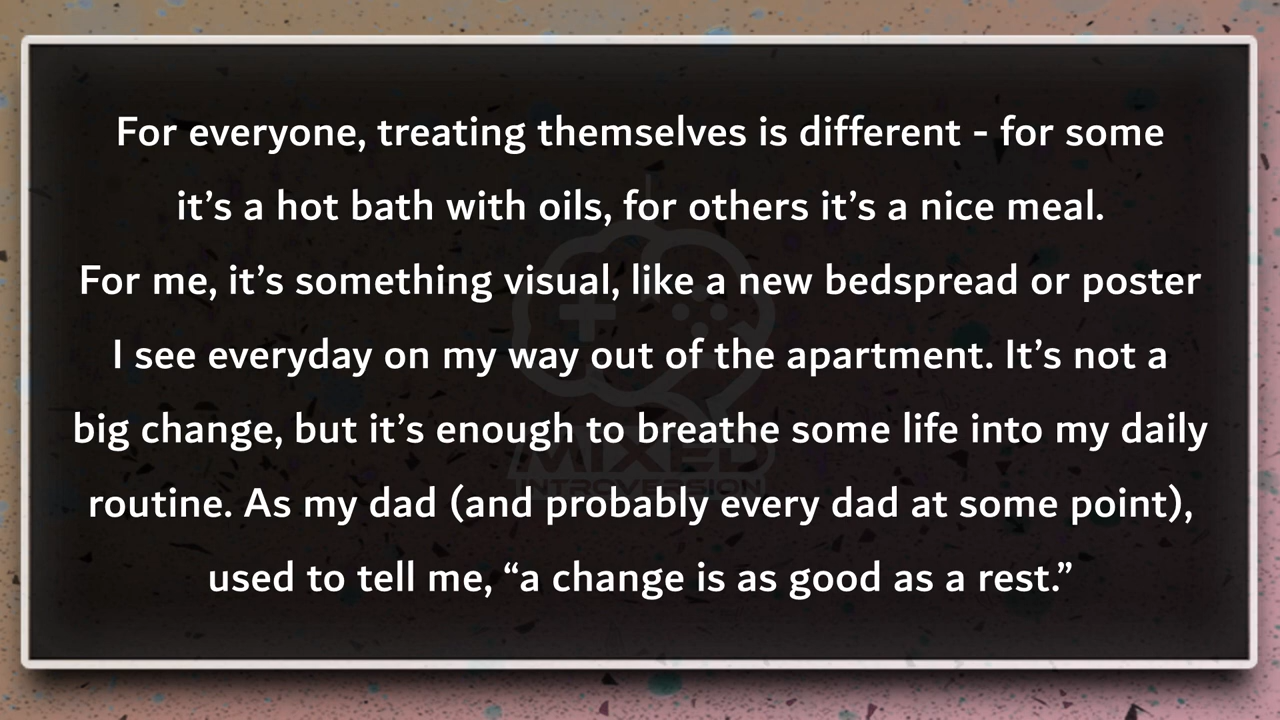 For everyone, treating themselves is different - for some
it’s a hot bath with oils, for others it’s a nice meal.
For me, it’s something visual, like a new bedspread or poster
I see everyday on my way out of the apartment. It’s not a
big change, but it’s enough to breathe some life into my daily
routine. As my dad (and probably every dad at some point),
used to tell me, “a change is as good as a rest.”
MIXED
INTROVERSION